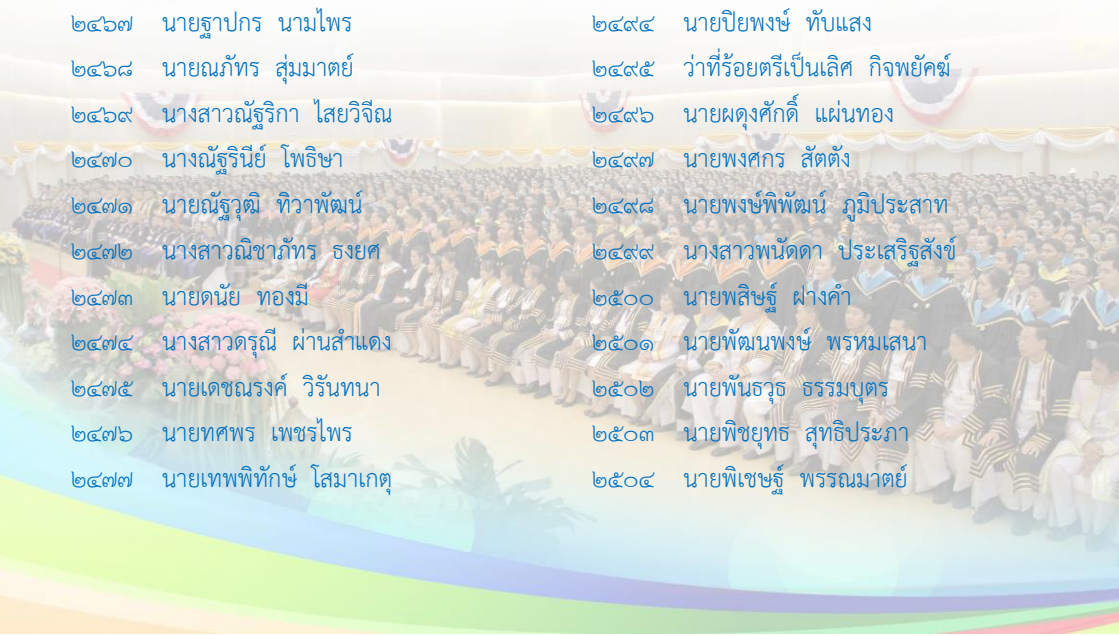 ๒๔๖๗ นายฐาปกร นามไพร
๒๔๖๘ นายณภัทร สุ่มมาตย์
๒๔๖๙ นางสาวณัฐริกา ไสยวิจีณ
๒๔๗๐ นางณัฐรินีย์ โพธิษา
๒๔๗๑ นายณัฐวุฒิ ทิวาพัฒน์
๒๔๗๒ นางสาวณิชาภัทร ธงยศ
๒๔๗๓ นายดนัย ทองมี
๒๔๗๔ นางสาวดรุณี ผ่านสำแดง
๒๔๗๕ นายเดชณรงค์ วิรันทนา
๒๔๗๖ นายทศพร เพชรไพร
๒๔๗๗ นายเทพพิทักษ์ โสมาเกตุ
๒๔๙๔ นายปิยพงษ์ ทับแสง
๒๔๙๕ ว่าที่ร้อยตรีเป็นเลิศ กิจพยัคฆ์
๒๔๙๖ นายผดุงศักดิ์ แผ่นทอง
๒๔๙๗ นายพงศกร สัตตัง
๒๔๙๘ นายพงษ์พิพัฒน์ ภูมิประสาท
๒๔๙๙ นางสาวพนัดดา ประเสริฐสังข์
๒๕๐๐ นายพสิษฐ์ ฝางคำ
๒๕๐๑ นายพัฒนพงษ์ พรหมเสนา
๒๕๐๒ นายพันธวุธ ธรรมบุตร
๒๕๐๓ นายพิชยุทธ สุทธิประภา
๒๕๐๔ นายพิเชษฐ์ พรรณมาตย์